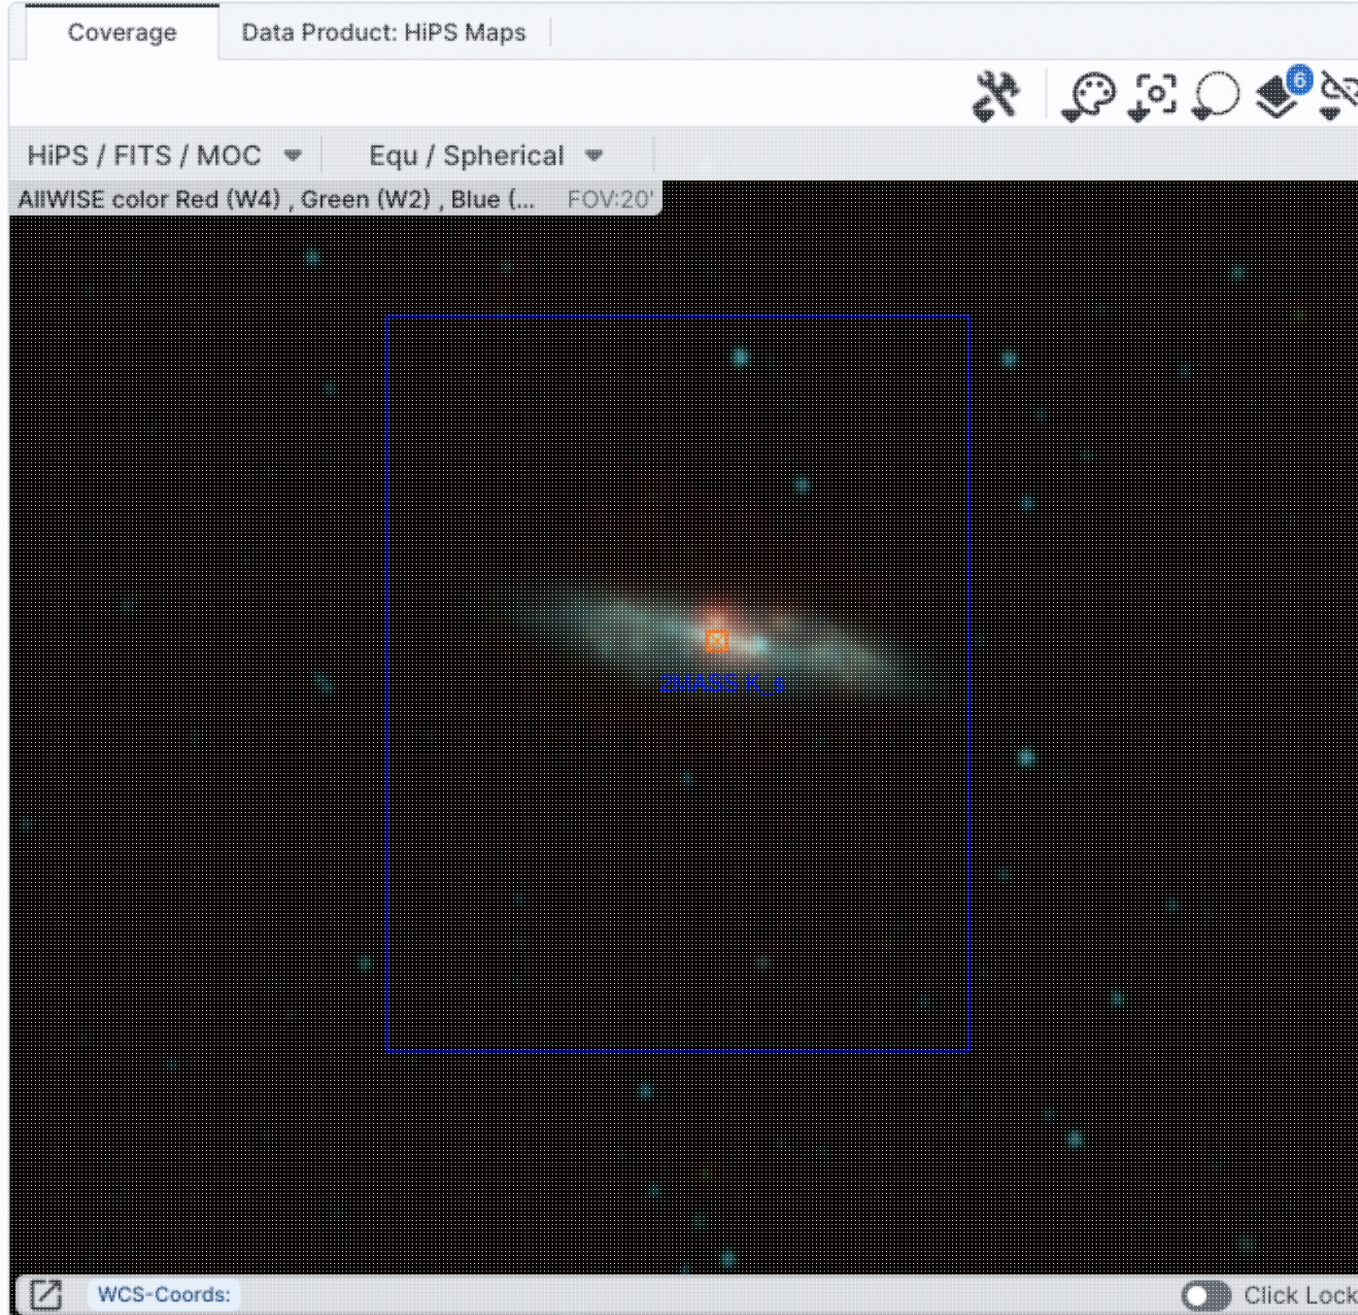 Coverage
Data Product: HiPS Maps
6
HiPS / FITS / MOC
Equ / Spherical
AllWISE color Red (W4) , Green (W2) , Blue (...
FOV:20'
2MASS K_s
WCS-Coords:
Click Lock